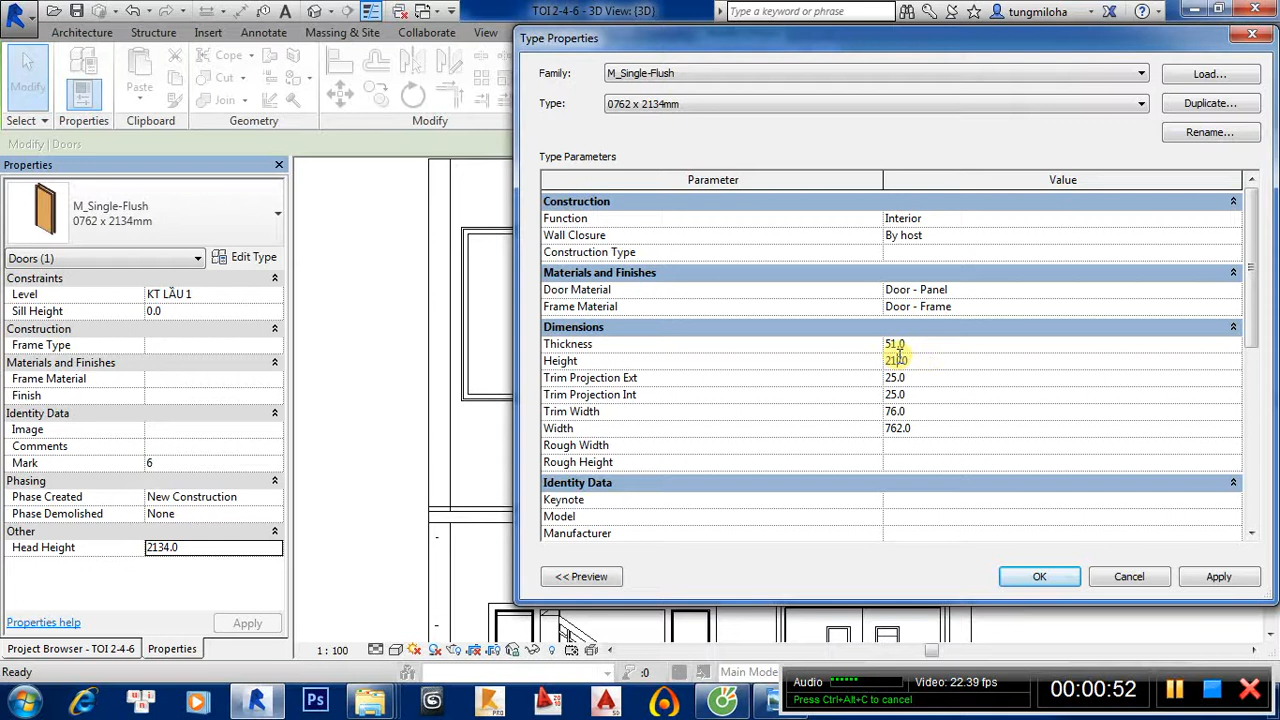 TOI 2-4-6 - 3D View: {3D}
Type a keyword or phrase
tungmiloha
Architecture Structure Insert Annotate Massing & Site Collaborate View
Modify
Cope
Cut
Join
Paste
Select Properties Clipboard Geometry Modify
Modify | Doors
Properties
M_Single-Flush
0762 x 2134mm
Doors (1) Edit Type
Constraints
Level KT LẦU 1
Sill Height 0.0
Construction
Frame Type
Materials and Finishes
Frame Material
Finish
Identity Data
Image
Comments
Mark 6
Phasing
Phase Created New Construction
Phase Demolished None
Other
Head Height 2134.0
Properties help Apply
Project Browser - TOI 2-4-6 Properties
Ready
Type Properties
Family: M_Single-Flush Load...
Type: 0762 x 2134mm Duplicate...
Rename...
Type Parameters
Parameter Value
Construction
Function Interior
Wall Closure By host
Construction Type
Materials and Finishes
Door Material Door - Panel
Frame Material Door - Frame
Dimensions
Thickness 51.0
Height
Trim Projection Ext 25.0
Trim Projection Int 25.0
Trim Width 76.0
Width 762.0
Rough Width
Rough Height
Identity Data
Keynote
Model
Manufacturer
<< Preview OK Cancel Apply
1 : 100
:0 Main Mode
Audio Video: 22.39 fps
Press Ctrl+Alt+C to cancel
00:00:52
Ps